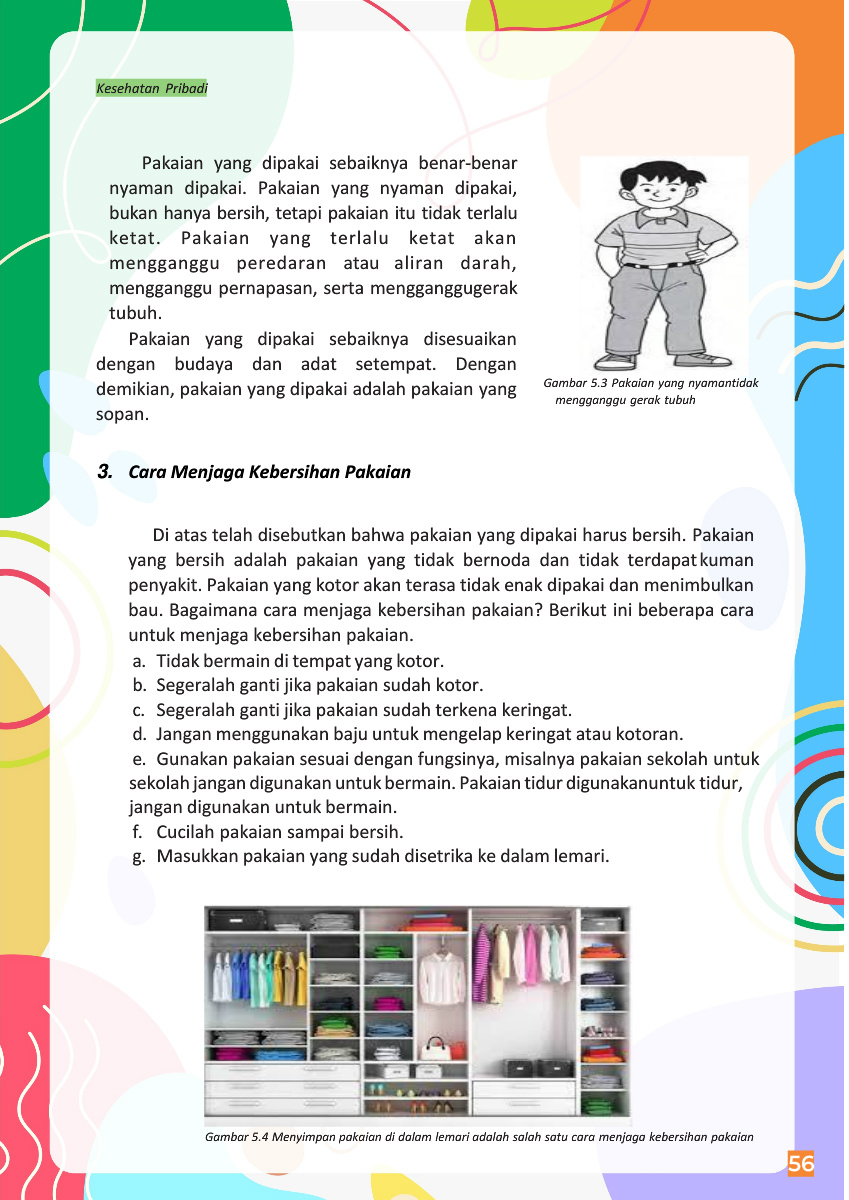 Kesehatan Pribadi
Pakaian yang dipakai sebaiknya benar-benar
nyaman dipakai. Pakaian yang nyaman dipakai,
bukan hanya bersih, tetapi pakaian itu tidak terlalu
ketat. Pakaian yang terlalu ketat akan
mengganggu peredaran atau aliran darah,
mengganggu pernapasan, serta menggangugerak
tubuh.
Pakaian yang dipakai sebaiknya disesuaikan
dengan budaya dan adat setempat. Dengan
demikian, pakaian yang dipakai adalah pakaian yang
sopan.
Gambar 5.3 Pakaian yang nyamantidak
mengganggu gerak tubuh
3. Cara Menjaga Kebersihan Pakaian
Di atas telah disebutkan bahwa pakaian yang dipakai harus bersih. Pakaian
yang bersih adalah pakaian yang tidak bernoda dan tidak terdapat kuman
penyakit. Pakaian yang kotor akan terasa tidak enak dipakai dan menimbulkan
bau. Bagaimana cara menjaga kebersihan pakaian? Berikut ini beberapa cara
untuk menjaga kebersihan pakaian.
a. Tidak bermain di tempat yang kotor.
b. Segeralah ganti jika pakaian sudah kotor.
c. Segeralah ganti jika pakaian sudah terkena keringat.
d. Jangan menggunakan baju untuk mengelap keringat atau kotoran.
e. Gunakan pakaian sesuai dengan fungsinya, misalnya pakaian sekolah untuk
sekolah jangan digunakan untuk bermain. Pakaian tidur digunakanuntuk tidur,
jangan digunakan untuk bermain.
f. Cucilah pakaian sampai bersih.
g. Masukkan pakaian yang sudah disetrika ke dalam lemari.
Gambar 5.4 Menyimpan pakaian di dalam lemari adalah salah satu cara menjaga kebersihan pakaian
56